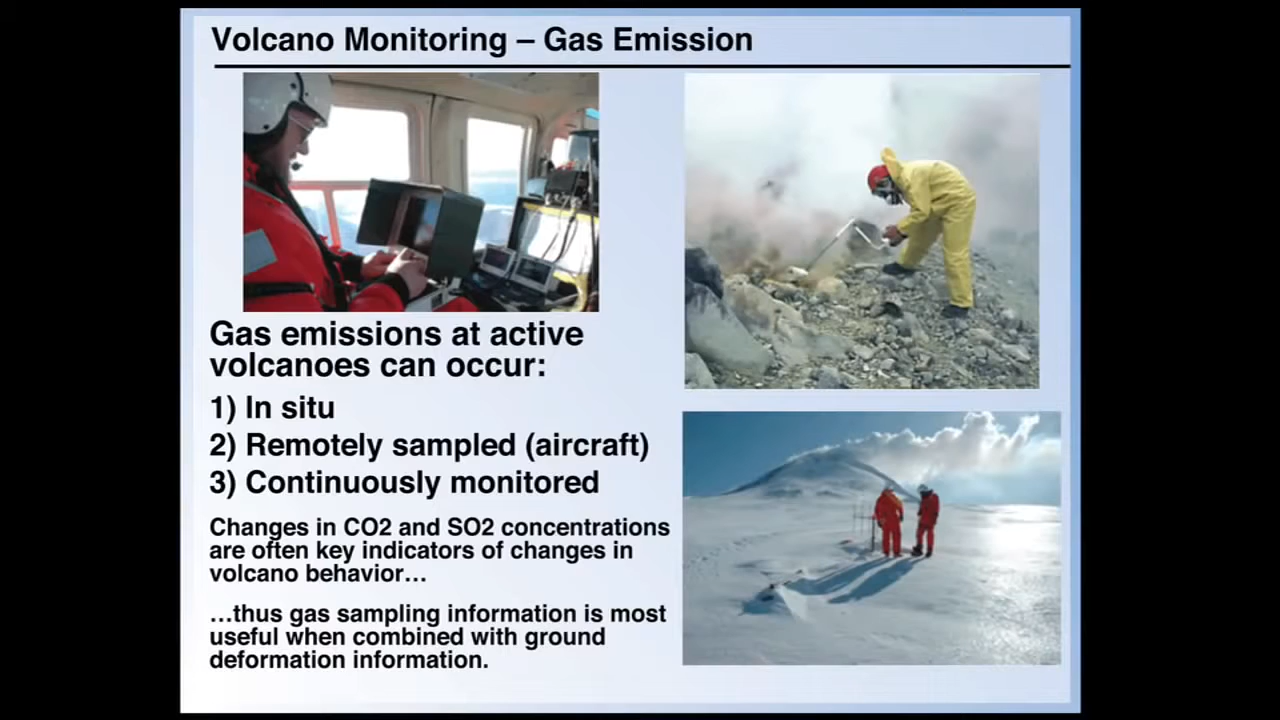 Volcano Monitoring – Gas Emission
Gas emissions at active
volcanoes can occur:
1) In situ
2) Remotely sampled (aircraft)
3) Continuously monitored
Changes in CO2 and SO2 concentrations
are often key indicators of changes in
volcano behavior…
…thus gas sampling information is most
useful when combined with ground
deformation information.